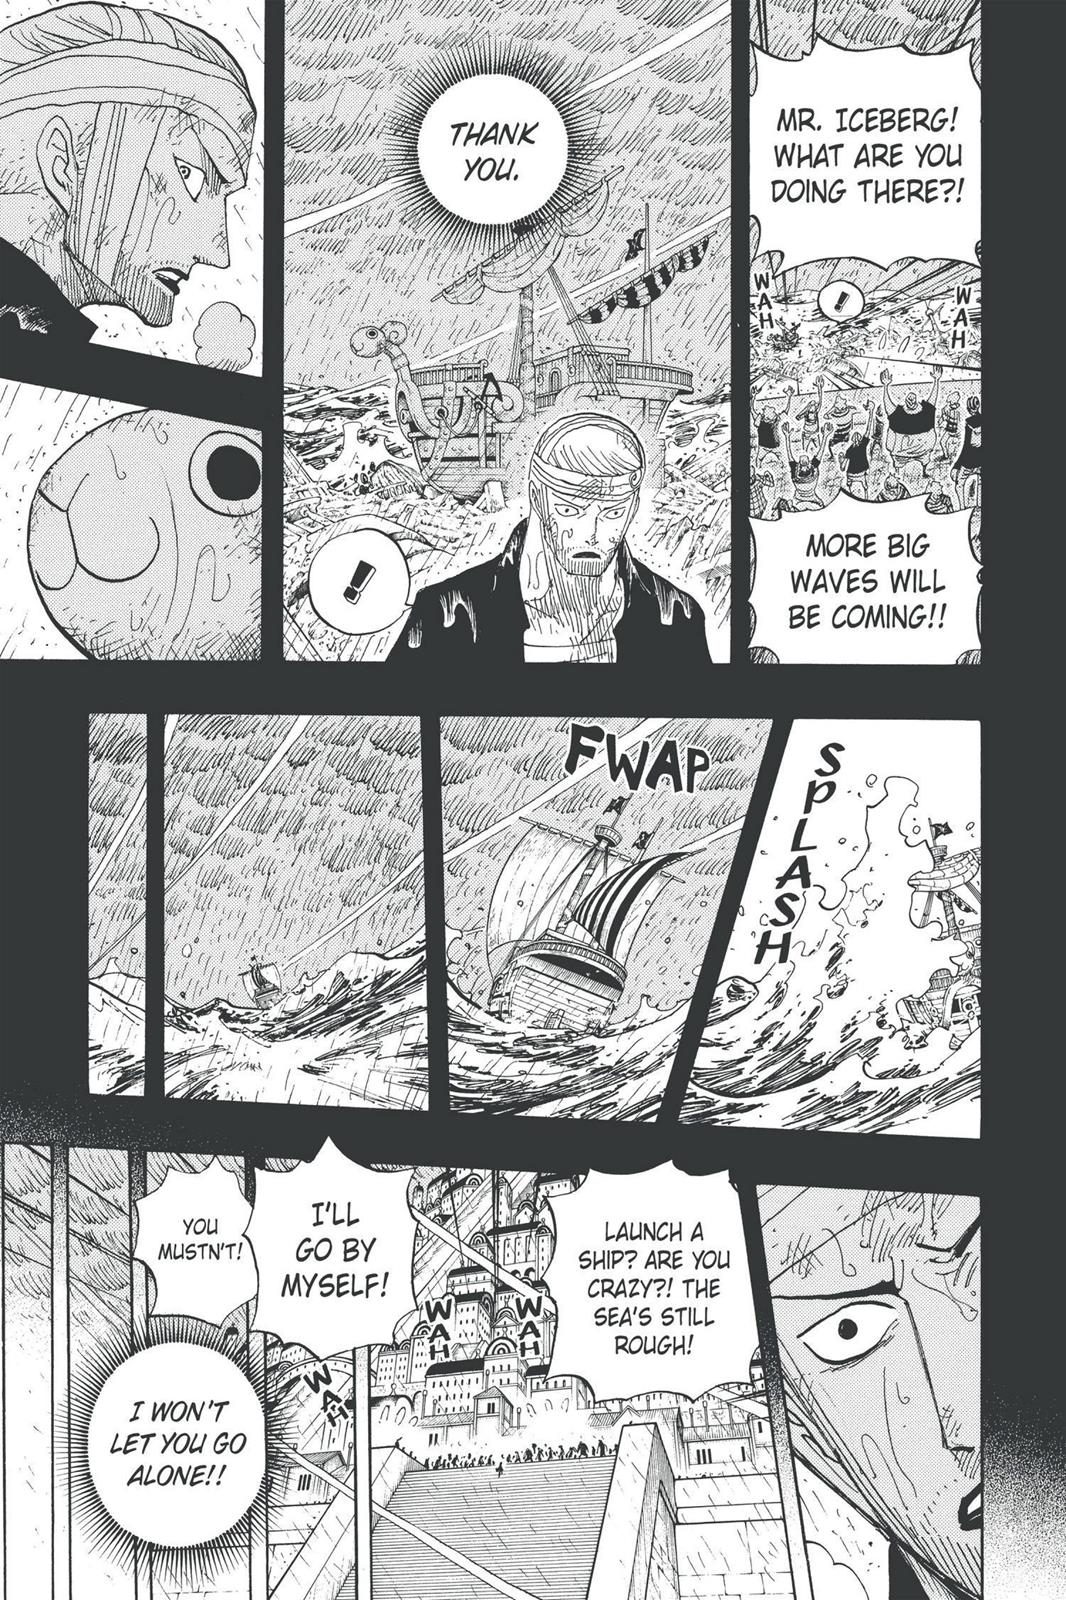 MR. ICEBERG!
WHAT ARE YOU
DOING THERE?!
WAH
!
WAH
MORE BIG
WAVES WILL
BE COMING!!
THANK
YOU.
!
SPLASH
FWAP
LAUNCH A
SHIP? ARE YOU
CRAZY?! THE
SEA'S STILL
ROUGH!
WAH
WAH
I'LL
GO BY
MYSELF!
WAH
YOU
MUSTN'T!
I WON'T
LET YOU GO
ALONE!!